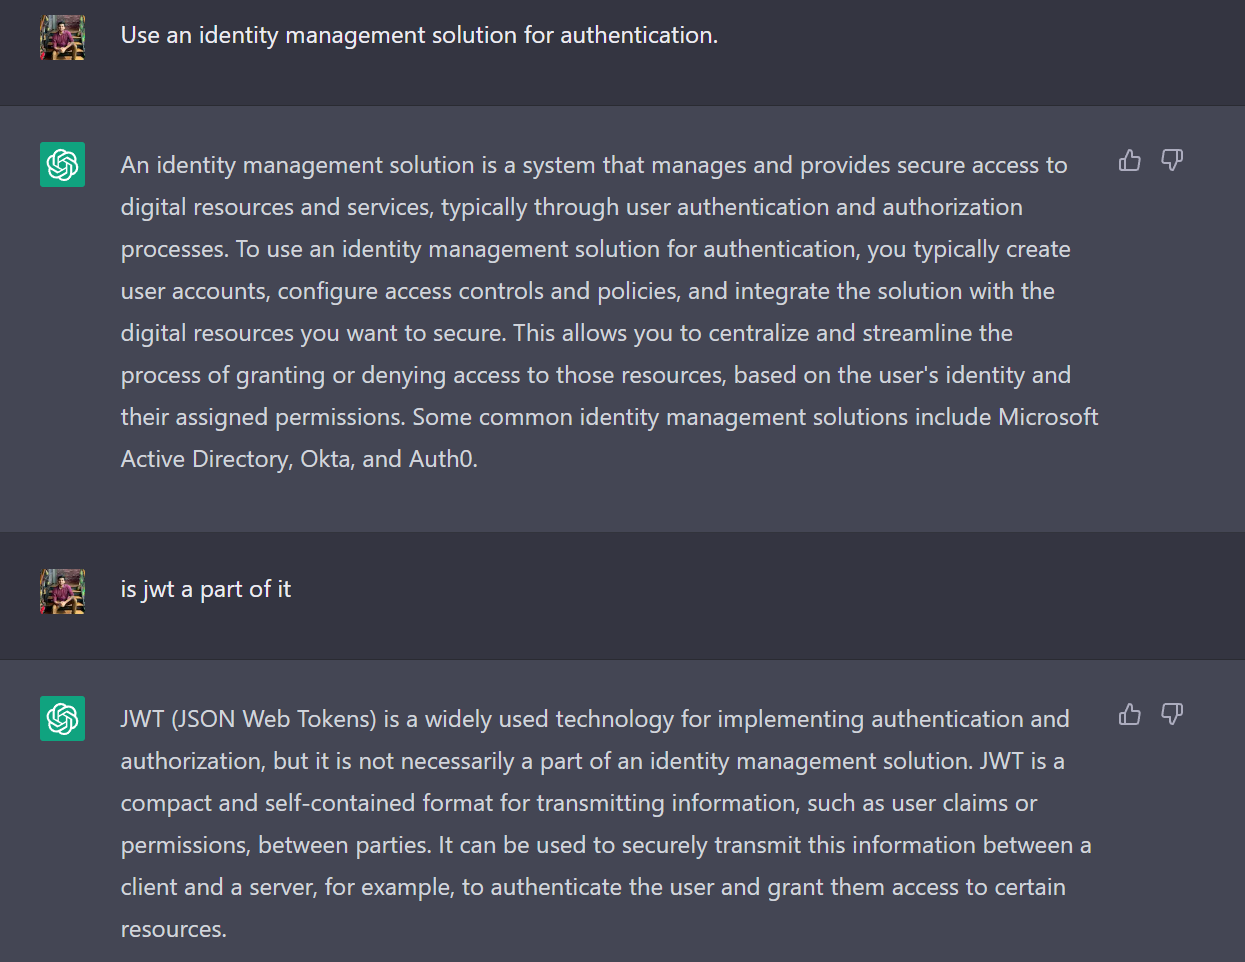 Use an identity management solution for authentication.
An identity management solution is a system that manages and provides secure access to
digital resources and services, typically through user authentication and authorization
processes. To use an identity management solution for authentication, you typically create
user accounts, configure access controls and policies, and integrate the solution with the
digital resources you want to secure. This allows you to centralize and streamline the
process of granting or denying access to those resources, based on the user's identity and
their assigned permissions. Some common identity management solutions include Microsoft
Active Directory, Okta, and Auth0.
is jwt a part of it
JWT (JSON Web Tokens) is a widely used technology for implementing authentication and
authorization, but it is not necessarily a part of an identity management solution. JWT is a
compact and self-contained format for transmitting information, such as user claims or
permissions, between parties. It can be used to securely transmit this information between a
client and a server, for example, to authenticate the user and grant them access to certain
resources.